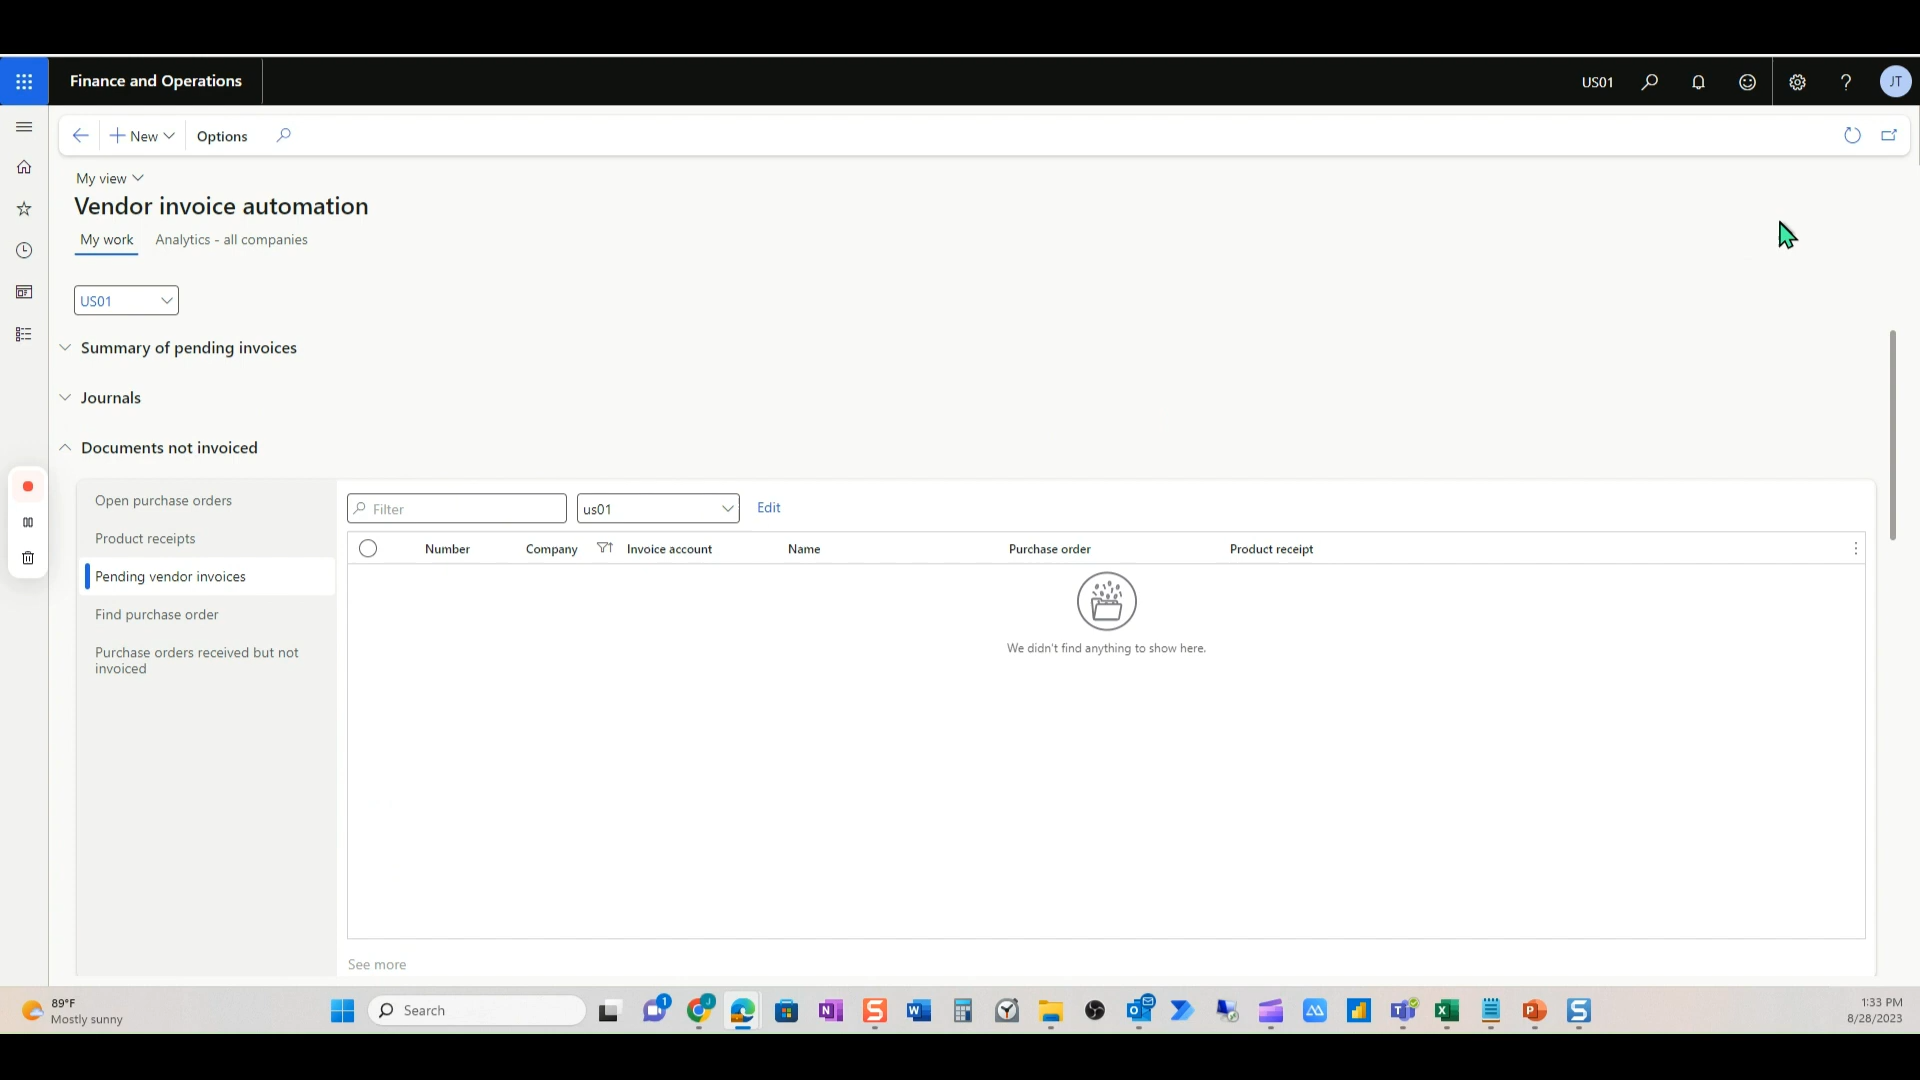 Finance and Operations
US01
?
JT
New
Options
My view
Vendor invoice automation
My work
Analytics - all companies
US01
Summary of pending invoices
Journals
Documents not invoiced
Open purchase orders
Product receipts
Pending vendor invoices
Find purchase order
Purchase orders received but not
invoiced
Filter
us01
Edit
Number
Company
Invoice account
Name
Purchase order
Product receipt
We didn't find anything to show here.
See more
89°F
Mostly sunny
Search
1
J
1:33 PM
8/28/2023